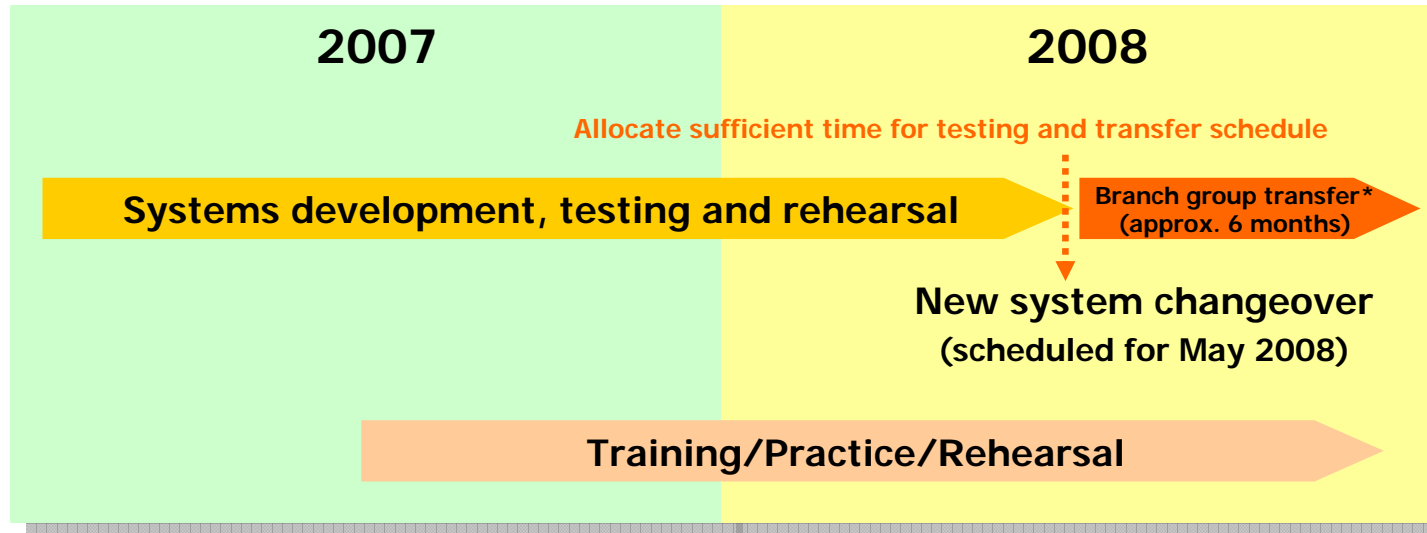 2007
2008
Allocate sufficient time for testing and transfer schedule
Systems development, testing and rehearsal
Branch group transfer*
(approx. 6 months)
New system changeover
(scheduled for May 2008)
Training/Practice/Rehearsal